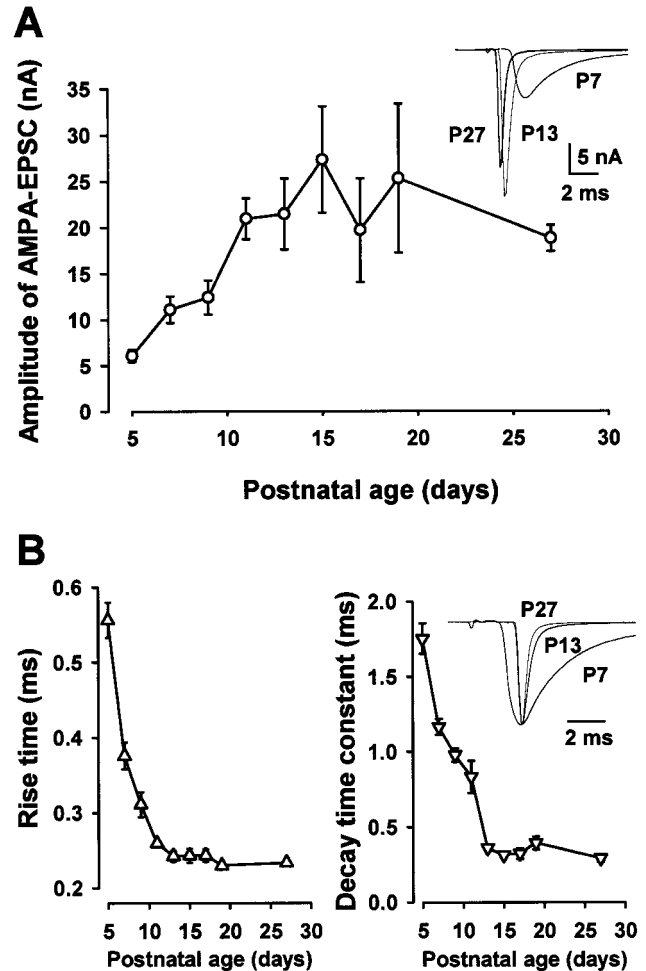 A
Amplitude of AMPA-EPSC (nA)
35
30
25
20
15
10
5
0
5 10 15 20 25 30
Postnatal age (days)
P7
P27 P13
5 nA
2 ms
B
Rise time (ms)
0.6
0.5
0.4
0.3
0.2
5 10 15 20 25 30
Postnatal age (days)
Decay time constant (ms)
2.0
1.5
1.0
0.5
0.0
5 10 15 20 25 30
Postnatal age (days)
P27
P13
P7
2 ms